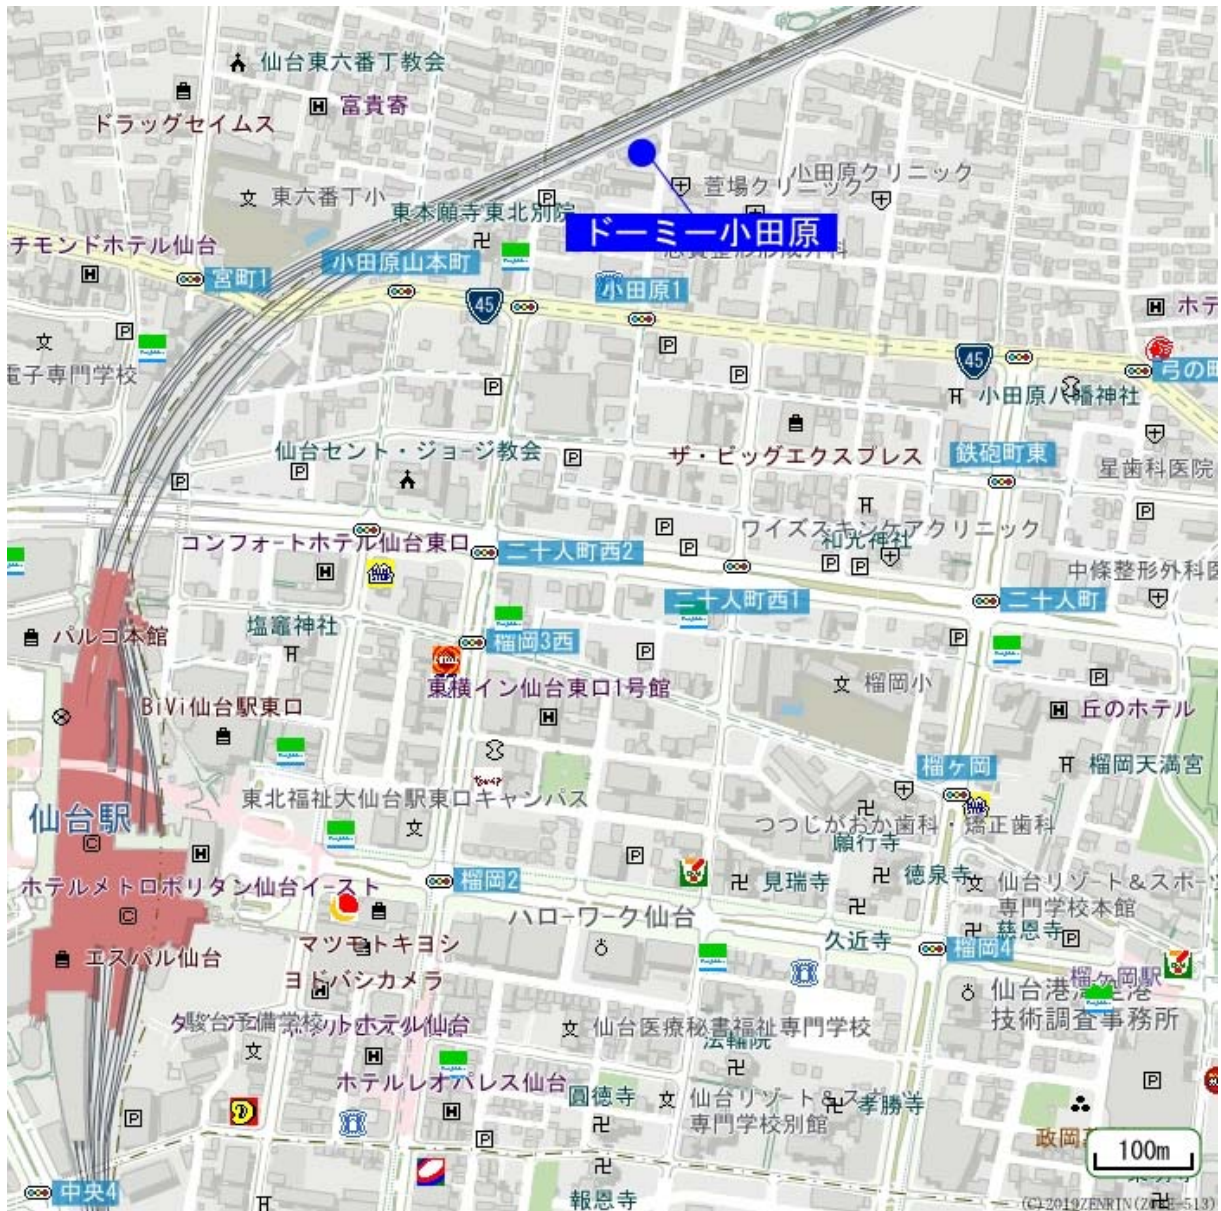 仙台東六番丁教会
富貴寄
ドラッグセイムス
東六番丁小
小田原クリニック
萱場クリニック
東本願寺東北別院
ドーミー小田原
チモンドホテル仙台
小田原山本町
宮町1
小田原1
45
ホテ
電子専門学校
45
弓の町
小田原八幡神社
仙台セント・ジョージ教会
ザ・ビッグエクスプレス
鉄砲町東
星歯科医院
コンフォートホテル仙台東口
二十人町西2
ワイズスキンケアクリニック
和光神社
中條整形外科医
二十人町西1
二十人町
パルコ本館
塩竈神社
榴岡3西
東横イン仙台東口1号館
榴岡小
BiVi仙台駅東口
丘のホテル
榴ヶ岡
榴岡天満宮
東北福祉大仙台駅東口キャンパス
仙台駅
つつじがおか歯科・矯正歯科
願行寺
ホテルメトロポリタン仙台イースト
榴岡2
見瑞寺
徳泉寺
仙台リゾート&スポーツ
専門学校本館
ハローワーク仙台
マツモトキヨシ
久近寺
慈恩寺
榴岡4
エスパル仙台
ヨドバシカメラ
榴ヶ岡駅
技術調査事務所
駿台予備学校
ホテル仙台
仙台医療秘書福祉専門学校
法輪院
ホテルレオパレス仙台
圓徳寺
仙台リゾート&スポーツ
専門学校別館
孝勝寺
100m
中央4
報恩寺